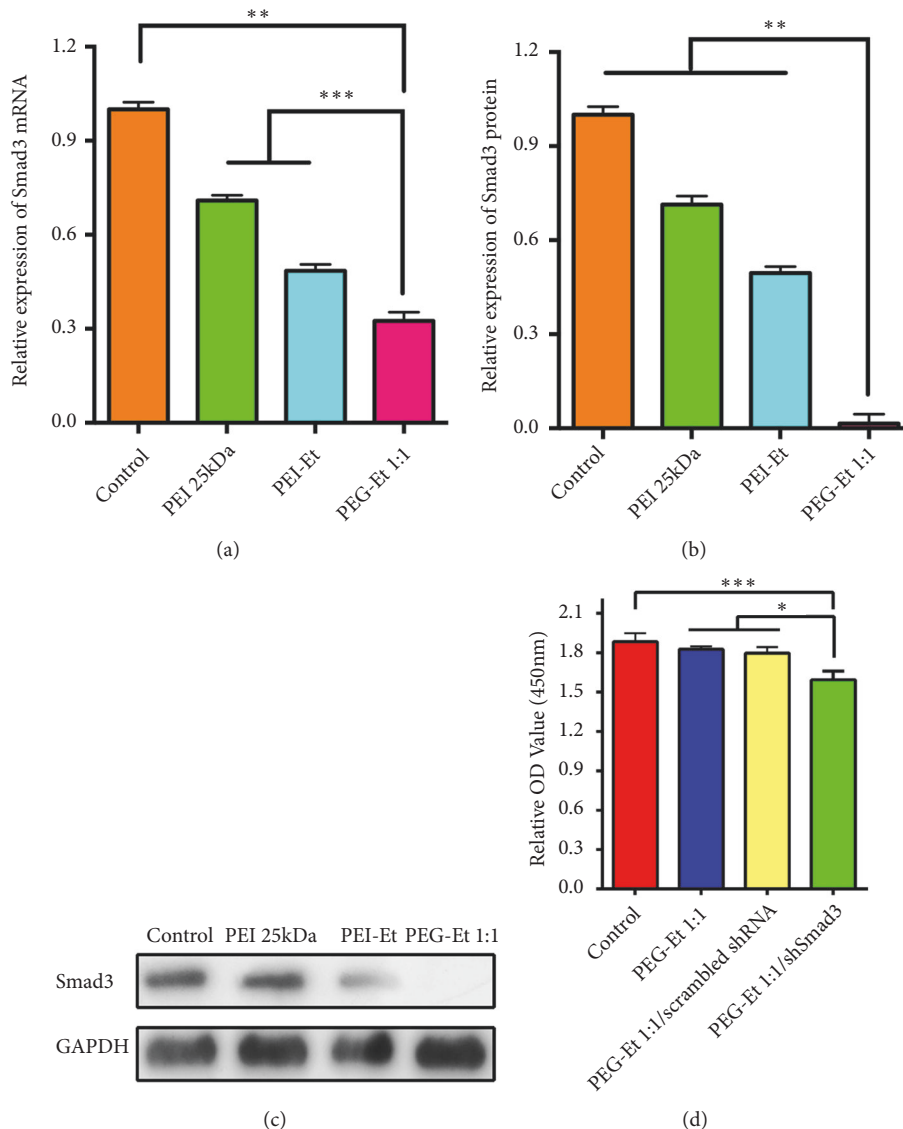 **
***
1.2
0.9
0.6
0.3
0.0
Relative expression of Smad3 mRNA
Control
PEI 25kDa
PEI-Et
PEG-Et 1:1
(a)
**
1.2
0.9
0.6
0.3
0.0
Relative expression of Smad3 protein
Control
PEI 25kDa
PEI-Et
PEG-Et 1:1
(b)
Control PEI 25kDa PEI-Et PEG-Et 1:1
Smad3
GAPDH
(c)
***
*
2.1
1.8
1.5
1.2
0.9
0.6
0.3
0.0
Relative OD Value (450nm)
Control
PEG-Et 1:1
PEG-Et 1:1/scrambled shRNA
PEG-Et 1:1/shSmad3
(d)